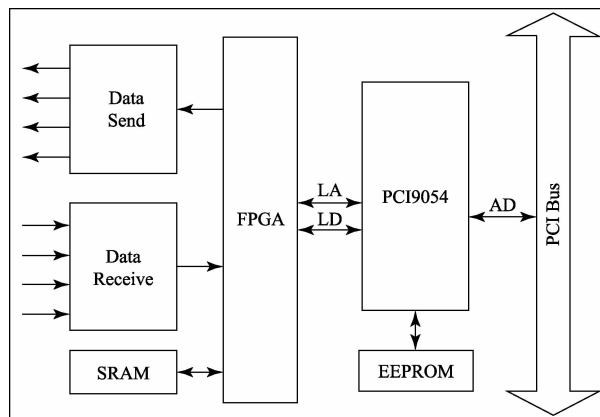 Data
Send
Data
Receive
SRAM
FPGA
LA
LD
PCI9054
EEPROM
AD
PCI Bus